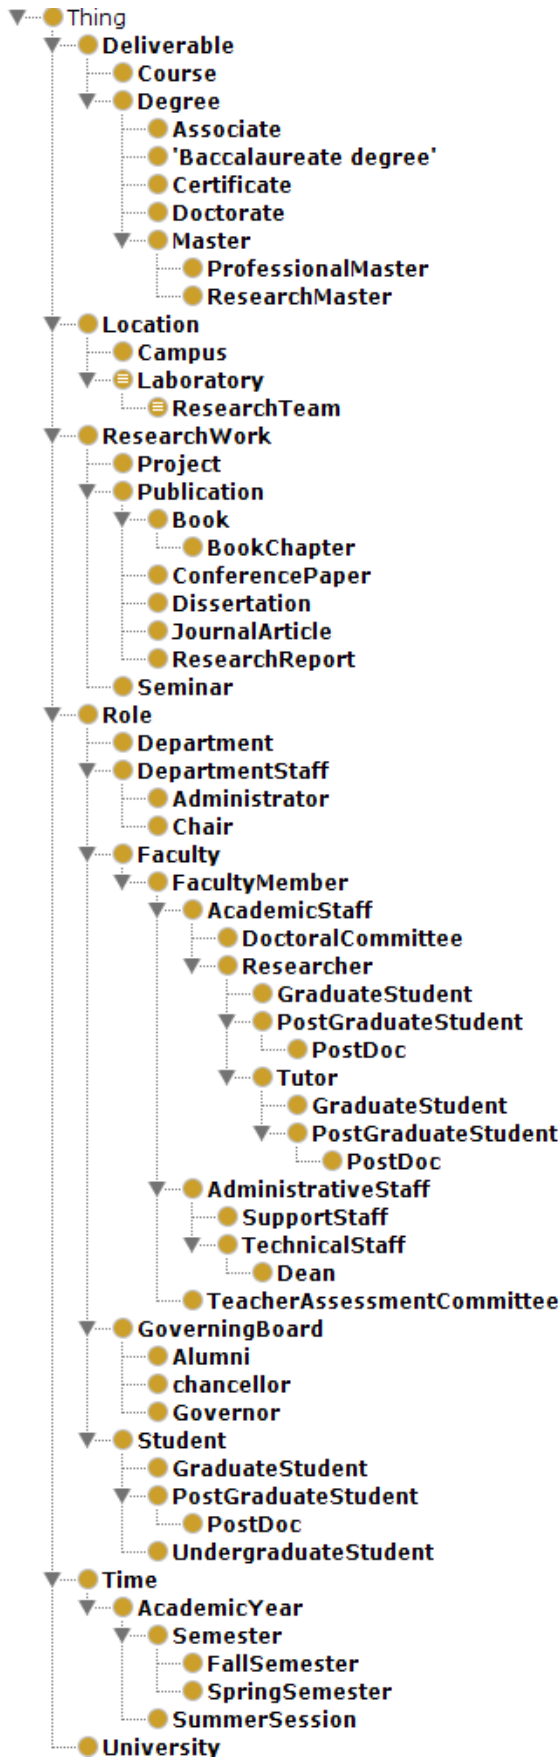 Thing
Deliverable
Course
Degree
Associate
'Baccalaureate degree'
Certificate
Doctorate
Master
ProfessionalMaster
ResearchMaster
Location
Campus
Laboratory
ResearchTeam
ResearchWork
Project
Publication
Book
BookChapter
ConferencePaper
Dissertation
JournalArticle
ResearchReport
Seminar
Role
Department
DepartmentStaff
Administrator
Chair
Faculty
FacultyMember
AcademicStaff
DoctoralCommittee
Researcher
GraduateStudent
PostGraduateStudent
PostDoc
Tutor
GraduateStudent
PostGraduateStudent
PostDoc
AdministrativeStaff
SupportStaff
TechnicalStaff
Dean
TeacherAssessmentCommittee
GoverningBoard
Alumni
chancellor
Governor
Student
GraduateStudent
PostGraduateStudent
PostDoc
UndergraduateStudent
Time
AcademicYear
Semester
FallSemester
SpringSemester
SummerSession
University